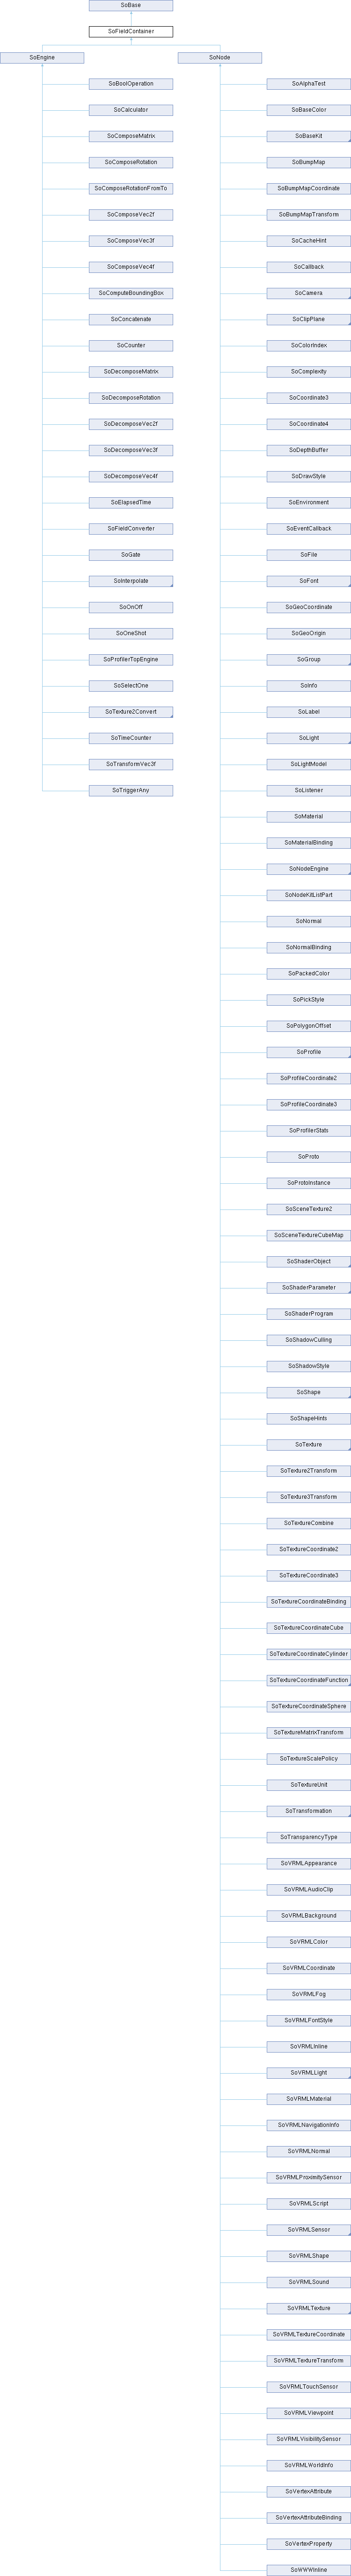 SoBase
SoFieldContainer
SoEngine
SoNode
SoBoolOperation
SoCalculator
SoComposeMatrix
SoComposeRotation
SoComposeRotationFromTo
SoComposeVec2f
SoComposeVec3f
SoComposeVec4f
SoComputeBoundingBox
SoConcatenate
SoCounter
SoDecomposeMatrix
SoDecomposeRotation
SoDecomposeVec2f
SoDecomposeVec3f
SoDecomposeVec4f
SoElapsedTime
SoFieldConverter
SoGate
SoInterpolate
SoOnOff
SoOneShot
SoProfilerTopEngine
SoSelectOne
SoTexture2Convert
SoTimeCounter
SoTransformVec3f
SoTriggerAny
SoAlphaTest
SoBaseColor
SoBaseKit
SoBumpMap
SoBumpMapCoordinate
SoBumpMapTransform
SoCacheHint
SoCallback
SoCamera
SoClipPlane
SoColorIndex
SoComplexity
SoCoordinate3
SoCoordinate4
SoDepthBuffer
SoDrawStyle
SoEnvironment
SoEventCallback
SoFile
SoFont
SoGeoCoordinate
SoGeoOrigin
SoGroup
SoInfo
SoLabel
SoLight
SoLightModel
SoListener
SoMaterial
SoMaterialBinding
SoNodeEngine
SoNodeKitListPart
SoNormal
SoNormalBinding
SoPackedColor
SoPickStyle
SoPolygonOffset
SoProfile
SoProfileCoordinate2
SoProfileCoordinate3
SoProfilerStats
SoProto
SoProtoInstance
SoSceneTexture2
SoSceneTextureCubeMap
SoShaderObject
SoShaderParameter
SoShaderProgram
SoShadowCulling
SoShadowStyle
SoShape
SoShapeHints
SoTexture
SoTexture2Transform
SoTexture3Transform
SoTextureCombine
SoTextureCoordinate2
SoTextureCoordinate3
SoTextureCoordinateBinding
SoTextureCoordinateCube
SoTextureCoordinateCylinder
SoTextureCoordinateFunction
SoTextureCoordinateSphere
SoTextureMatrixTransform
SoTextureScalePolicy
SoTextureUnit
SoTransformation
SoTransparencyType
SoVRMLAppearance
SoVRMLAudioClip
SoVRMLBackground
SoVRMLColor
SoVRMLCoordinate
SoVRMLFog
SoVRMLFontStyle
SoVRMLInline
SoVRMLLight
SoVRMLMaterial
SoVRMLNavigationInfo
SoVRMLNormal
SoVRMLProximitySensor
SoVRMLScript
SoVRMLSensor
SoVRMLShape
SoVRMLSound
SoVRMLTexture
SoVRMLTextureCoordinate
SoVRMLTextureTransform
SoVRMLTouchSensor
SoVRMLViewpoint
SoVRMLVisibilitySensor
SoVRMLWorldInfo
SoVertexAttribute
SoVertexAttributeBinding
SoVertexProperty
SoWWWInline